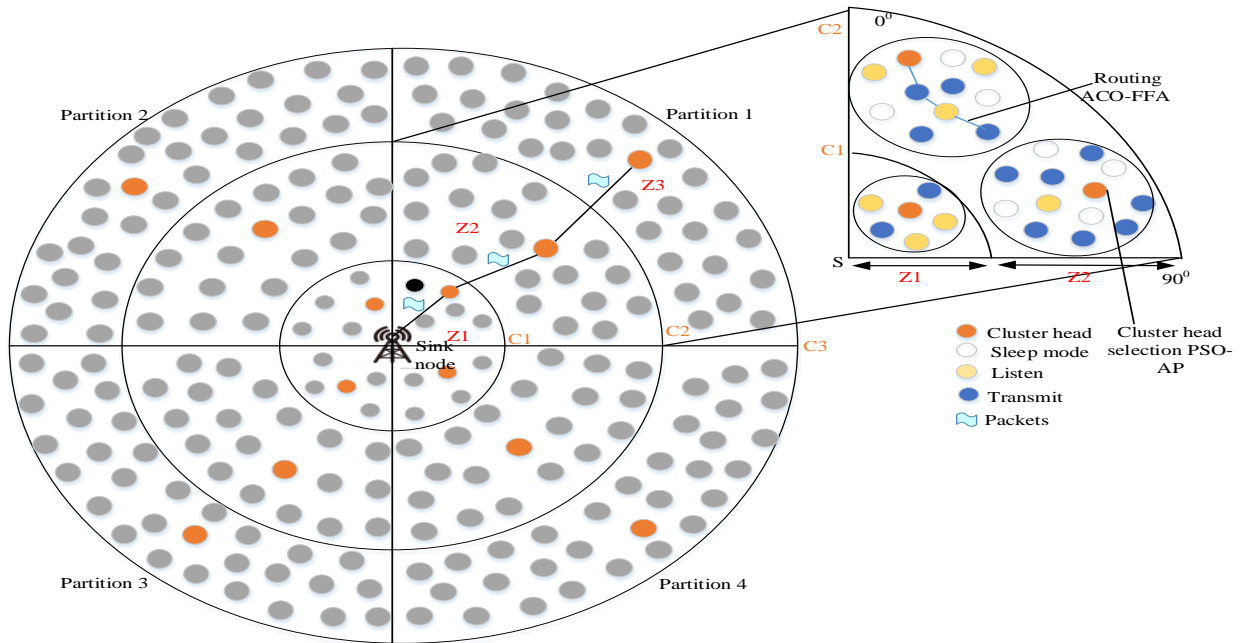 Partition 2
Partition 1
Z3
Z2
Z1
Sink
node
C1
C2
C3
Partition 3
Partition 4
C2
0⁰
Routing
ACO-FFA
C1
S
Z1
Z2
90⁰
Cluster head
Sleep mode
Listen
Transmit
Packets
Cluster head
selection PSO-
AP